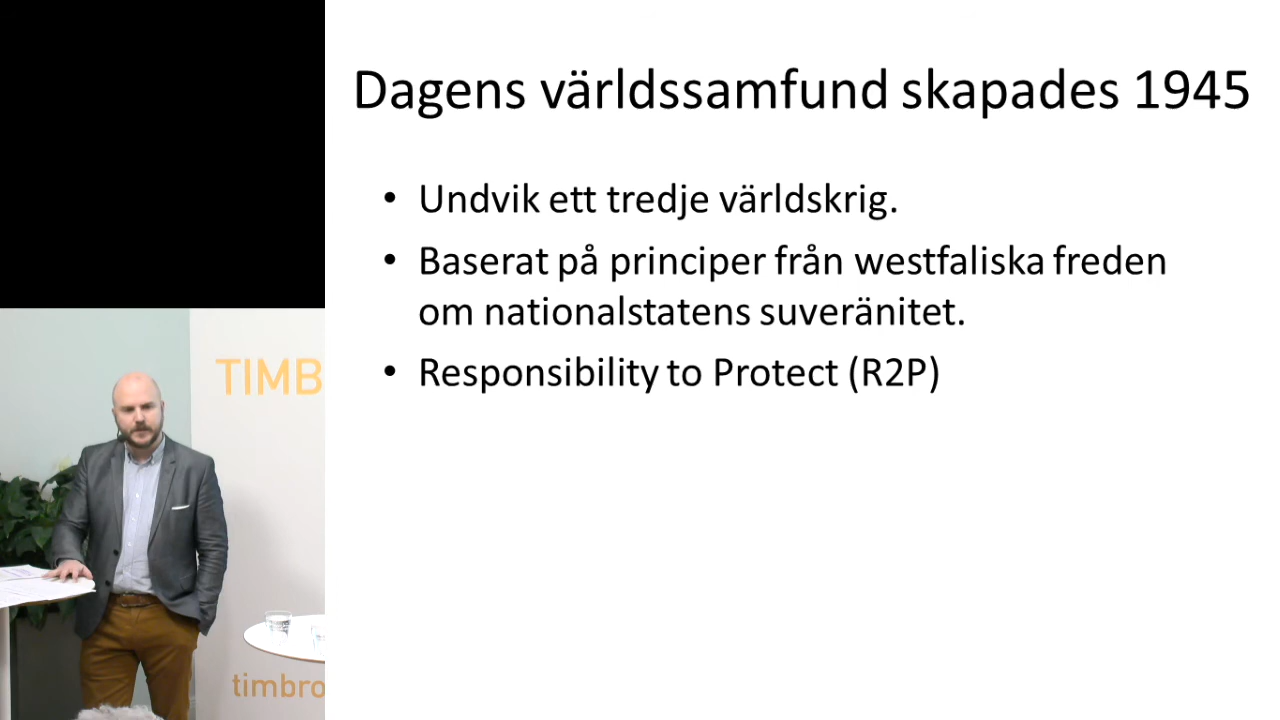 Dagens världssamfund skapades 1945
• Undvik ett tredje världskrig.
• Baserat på principer från westfaliska freden
om nationalstatens suveränitet.
• Responsibility to Protect (R2P)
TIMB
timbro